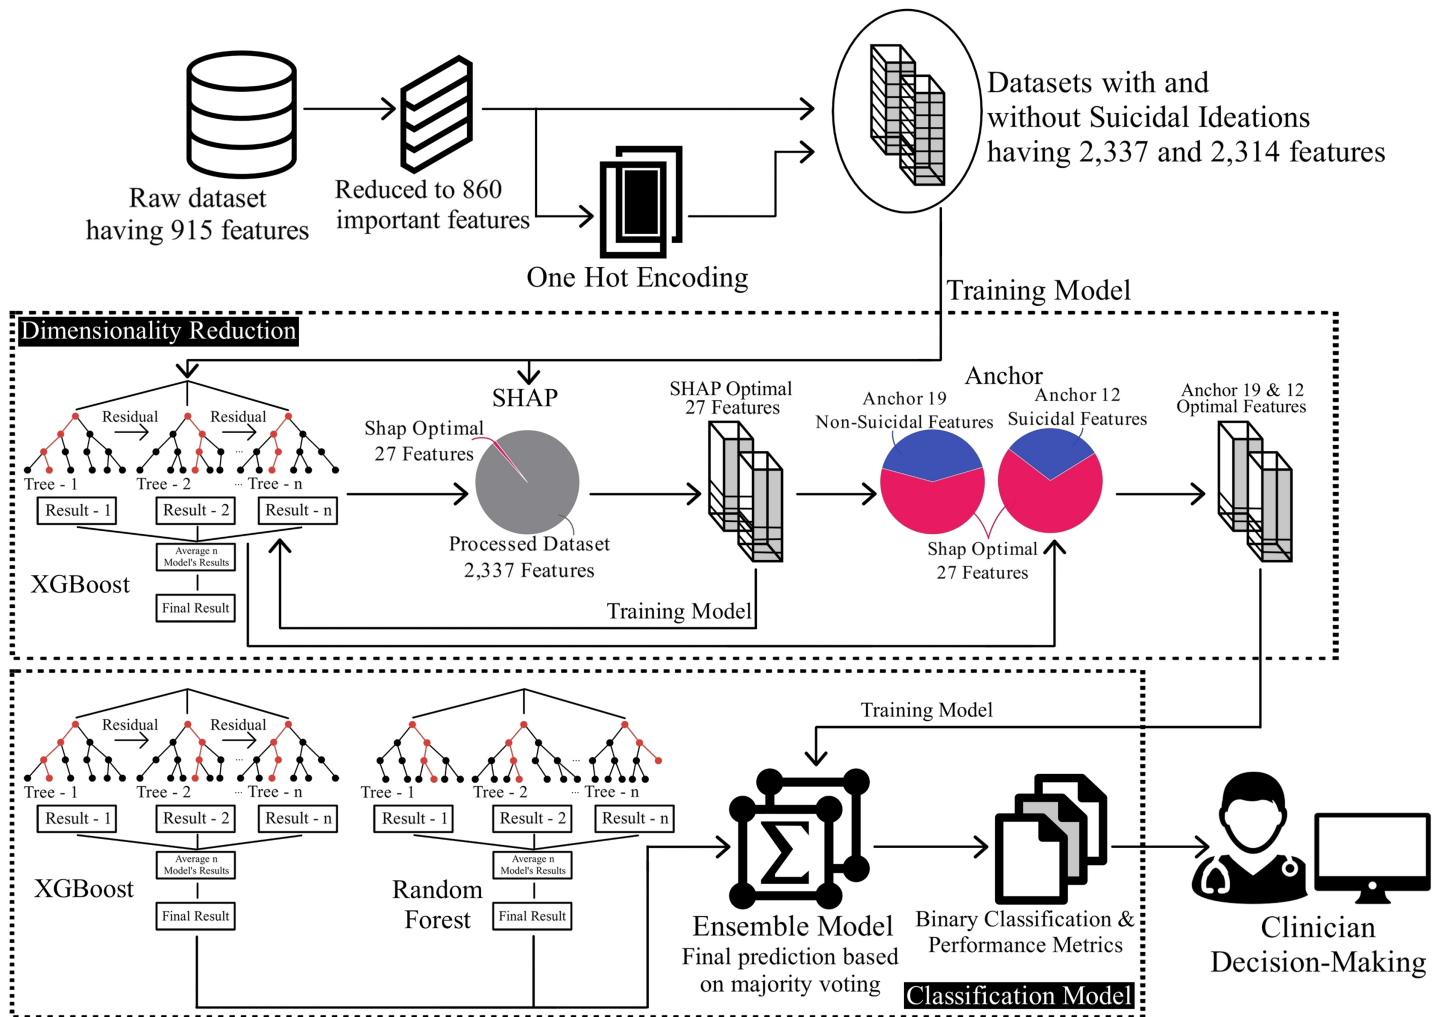 Raw dataset
having 915 features
Reduced to 860
important features
One Hot Encoding
Datasets with and
without Suicidal Ideations
having 2,337 and 2,314 features
Training Model
Dimensionality Reduction
Residual
Residual
...
Tree - 1
Tree - 2
... Tree - n
Result - 1
Result - 2
Result - n
Average n
Model's Results
Final Result
XGBoost
SHAP
Shap Optimal
27 Features
Processed Dataset
2,337 Features
SHAP Optimal
27 Features
Training Model
Anchor
Anchor 19
Non-Suicidal Features
Anchor 12
Suicidal Features
Shap Optimal
27 Features
Anchor 19 & 12
Optimal Features
Residual
Residual
...
Tree - 1
Tree - 2
... Tree - n
Result - 1
Result - 2
Result - n
Average n
Model's Results
Final Result
XGBoost
...
Tree - 1
Tree - 2
... Tree - n
Result - 1
Result - 2
Result - n
Average n
Model's Results
Final Result
Random
Forest
Training Model
Σ
Ensemble Model
Final prediction based
on majority voting
Binary Classification &
Performance Metrics
Classification Model
Clinician
Decision-Making